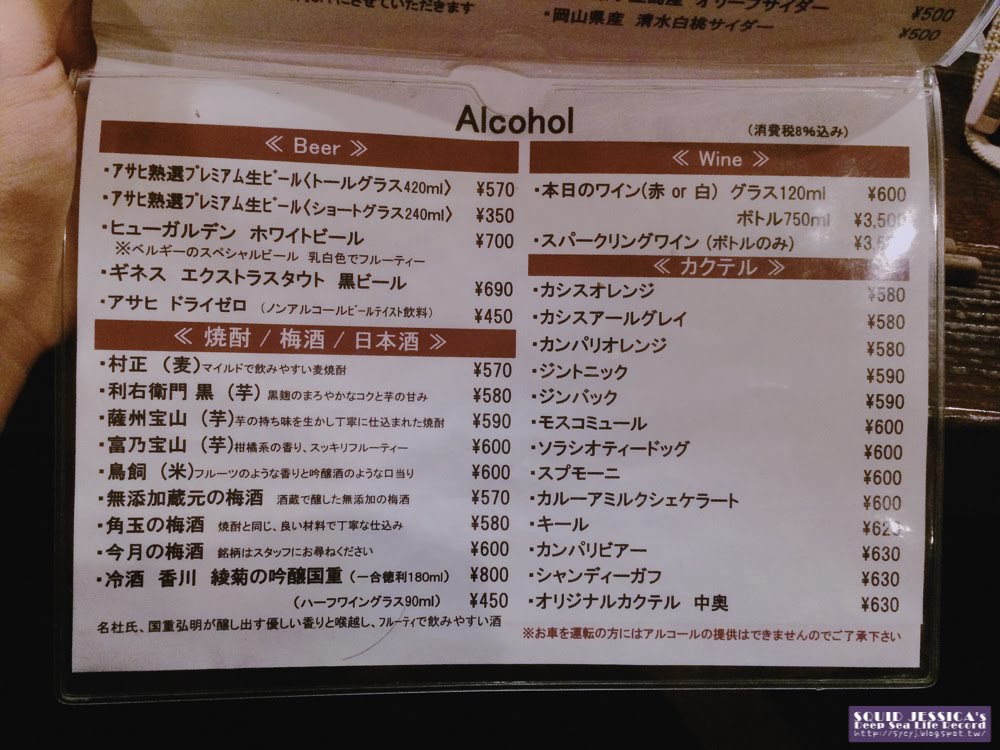 にさせていただきます
オリーブサイダー ¥500
・岡山県産 清水白桃サイダー ¥500
Alcohol
(消費税8%込み)
≪ Beer ≫
・アサヒ熟選プレミアム生ビール〈トールグラス420ml〉 ¥570
・アサヒ熟選プレミアム生ビール〈ショートグラス240ml〉 ¥350
・ヒューガルデン ホワイトビール ¥700
※ベルギーのスペシャルビール 乳白色でフルーティー
・ギネス エクストラスタウト 黒ビール ¥690
・アサヒ ドライゼロ (ノンアルコールビールテイスト飲料) ¥450
≪ 焼酎 / 梅酒 / 日本酒 ≫
・村正 (麦)マイルドで飲みやすい麦焼酎 ¥570
・利右衛門 黒 (芋) 黒麹のまろやかなコクと芋の甘み ¥580
・薩州宝山 (芋)芋の持ち味を生かし丁寧に仕込まれた焼酎 ¥590
・富乃宝山 (芋)柑橘系の香り、スッキリフルーティー ¥600
・鳥飼 (米)フルーツのような香りと吟醸酒のような口当り ¥600
・無添加蔵元の梅酒 酒蔵で醸した無添加の梅酒 ¥570
・角玉の梅酒 焼酎と同じ、良い材料で丁寧な仕込み ¥580
・今月の梅酒 銘柄はスタッフにお尋ねください ¥600
・冷酒 香川 綾菊の吟醸国重 (一合徳利180ml) ¥800
(ハーフワイングラス90ml) ¥450
名杜氏、国重弘明が醸し出す優しい香りと喉越し、フルーティで飲みやすい酒
≪ Wine ≫
・本日のワイン(赤 or 白) グラス120ml ¥600
ボトル750ml ¥3,500
・スパークリングワイン (ボトルのみ)
≪ カクテル ≫
・カシスオレンジ ¥580
・カシスアールグレイ ¥580
・カンパリオレンジ ¥580
・ジントニック ¥590
・ジンバック ¥590
・モスコミュール ¥600
・ソラシオティードッグ ¥600
・スプモーニ ¥600
・カルーアミルクシェケラート ¥600
・キール
・カンパリビアー ¥630
・シャンディーガフ ¥630
・オリジナルカクテル 中奥 ¥630
※お車を運転の方にはアルコールの提供はできませんのでご了承下さい
SQUID JESSICA's
Deep Sea Life Record
http://sycyj.blogspot.tw/